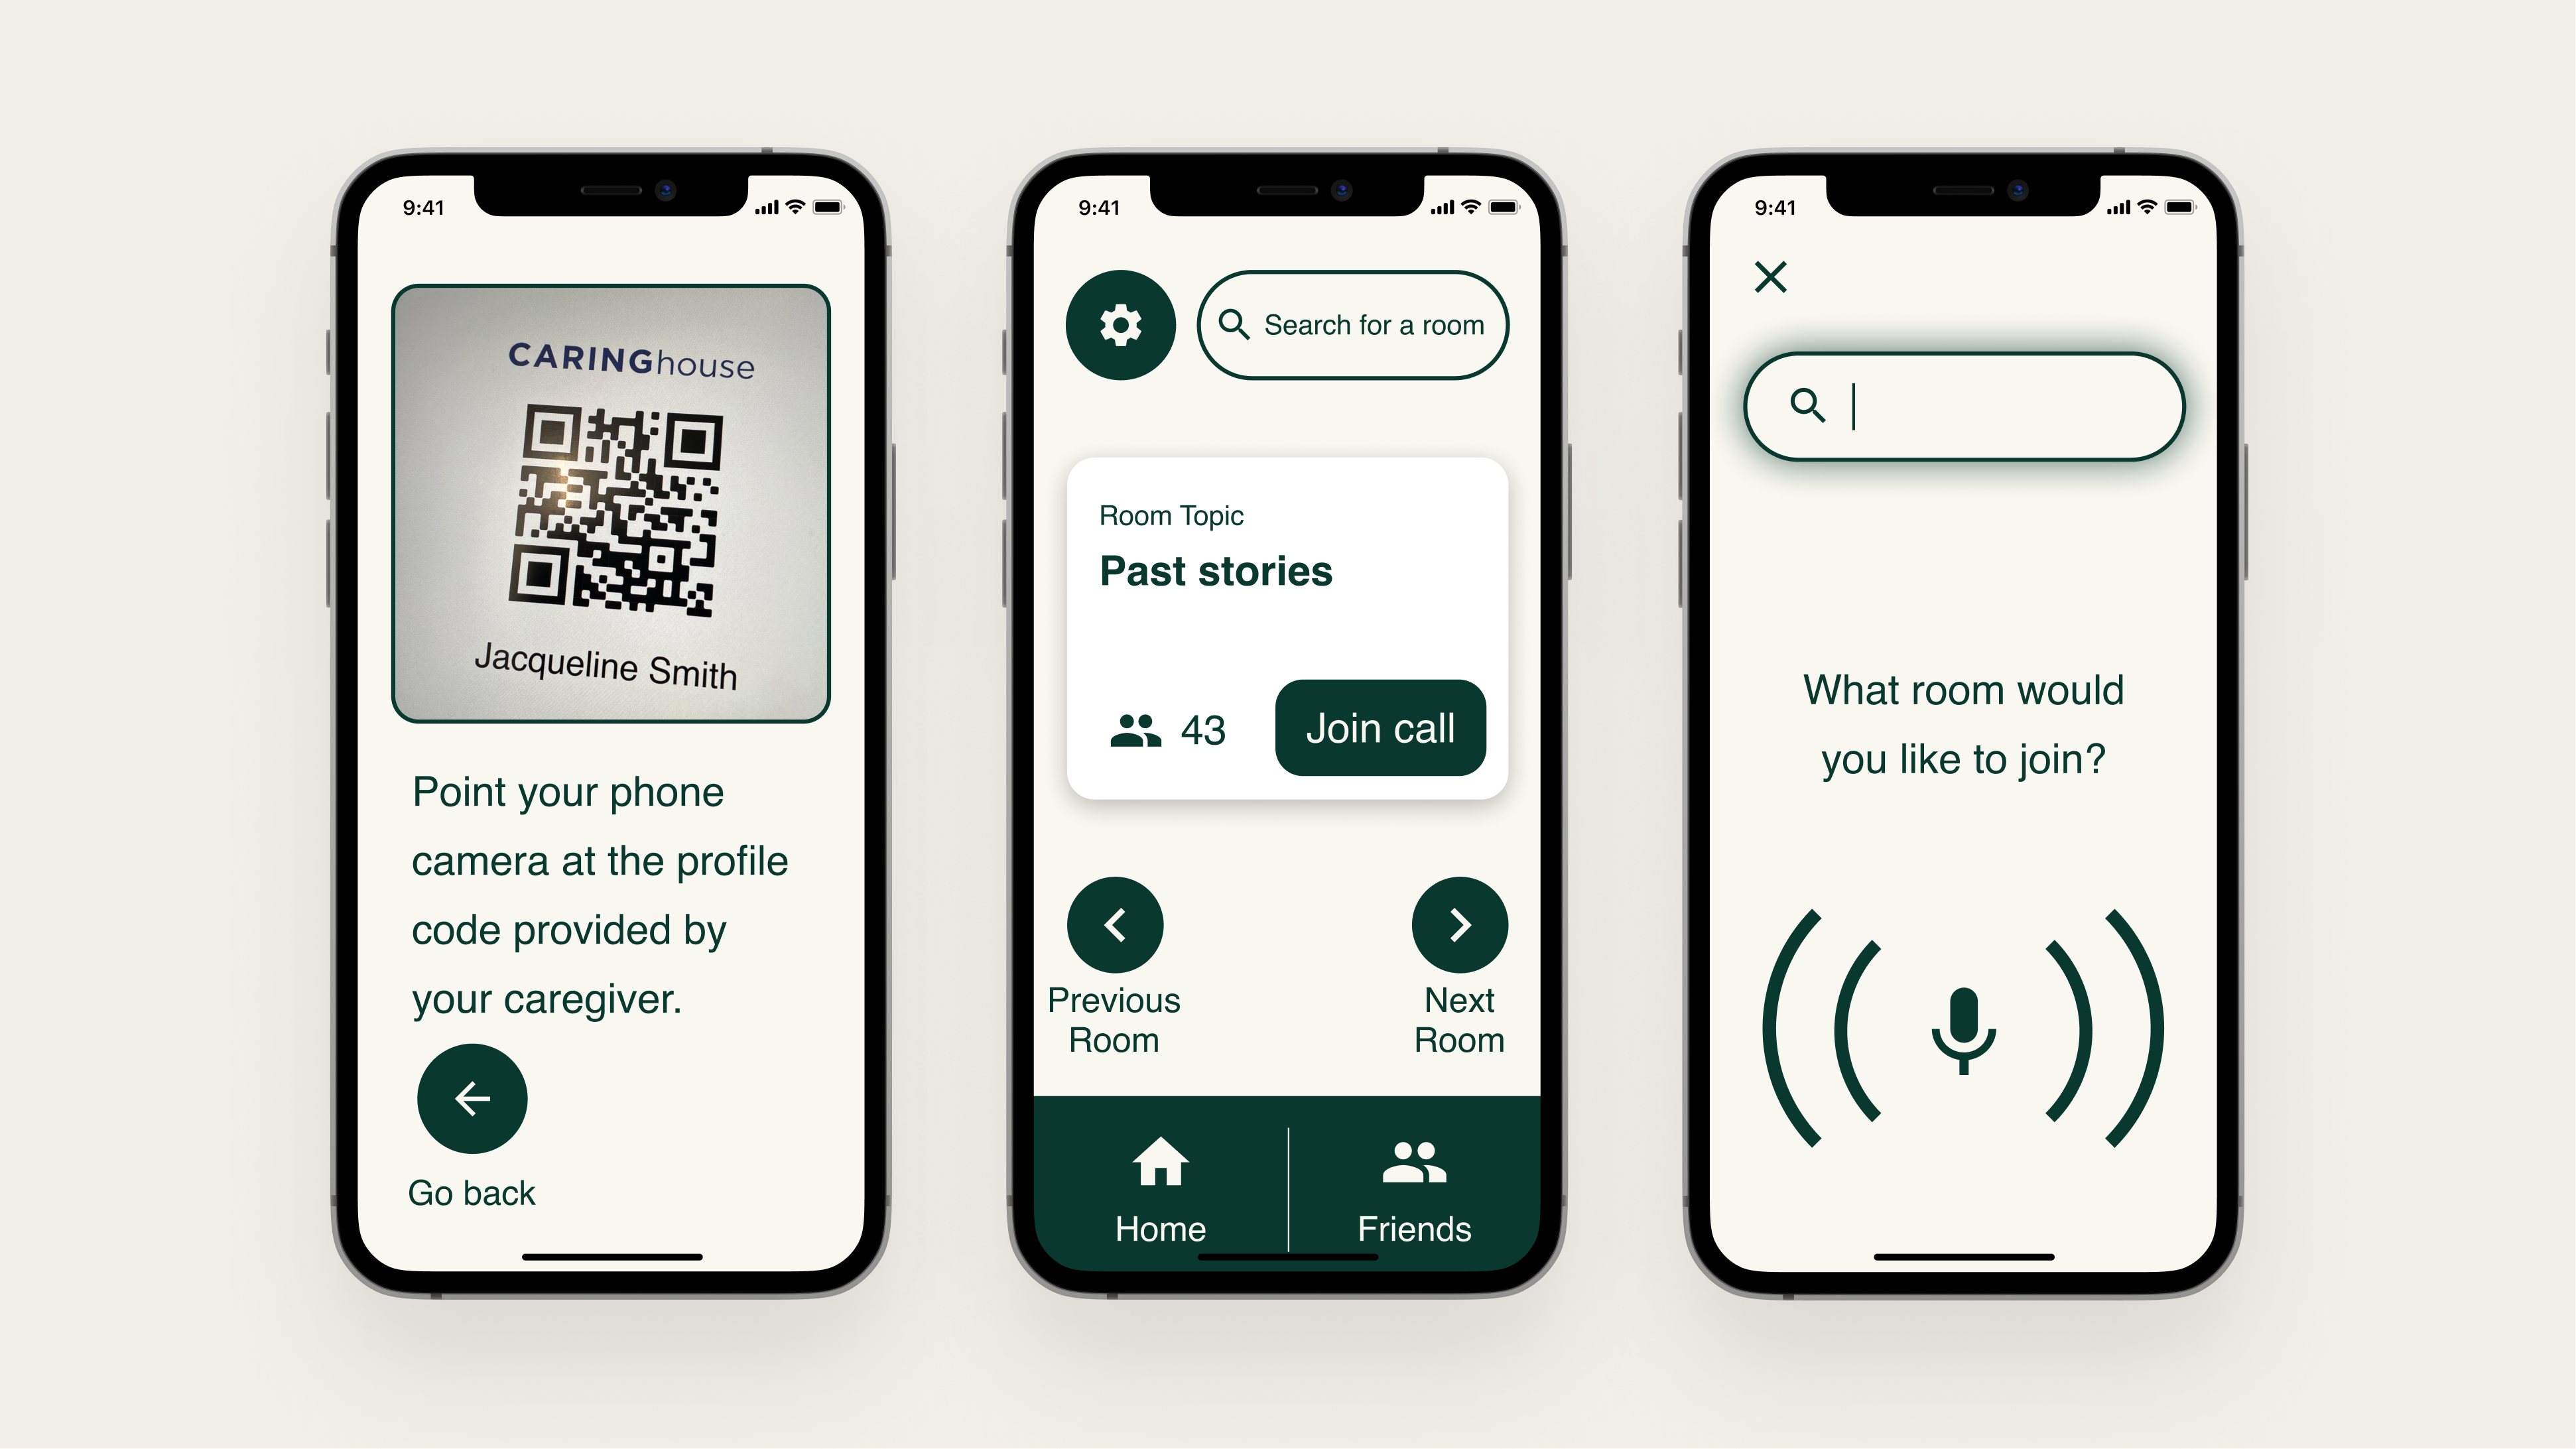 9:41
CARINGhouse
Jacqueline Smith
Point your phone
camera at the profile
code provided by
your caregiver.
Go back
9:41
Search for a room
Room Topic
Past stories
43
Join call
Previous
Room
Next
Room
Home
Friends
9:41
What room would
you like to join?